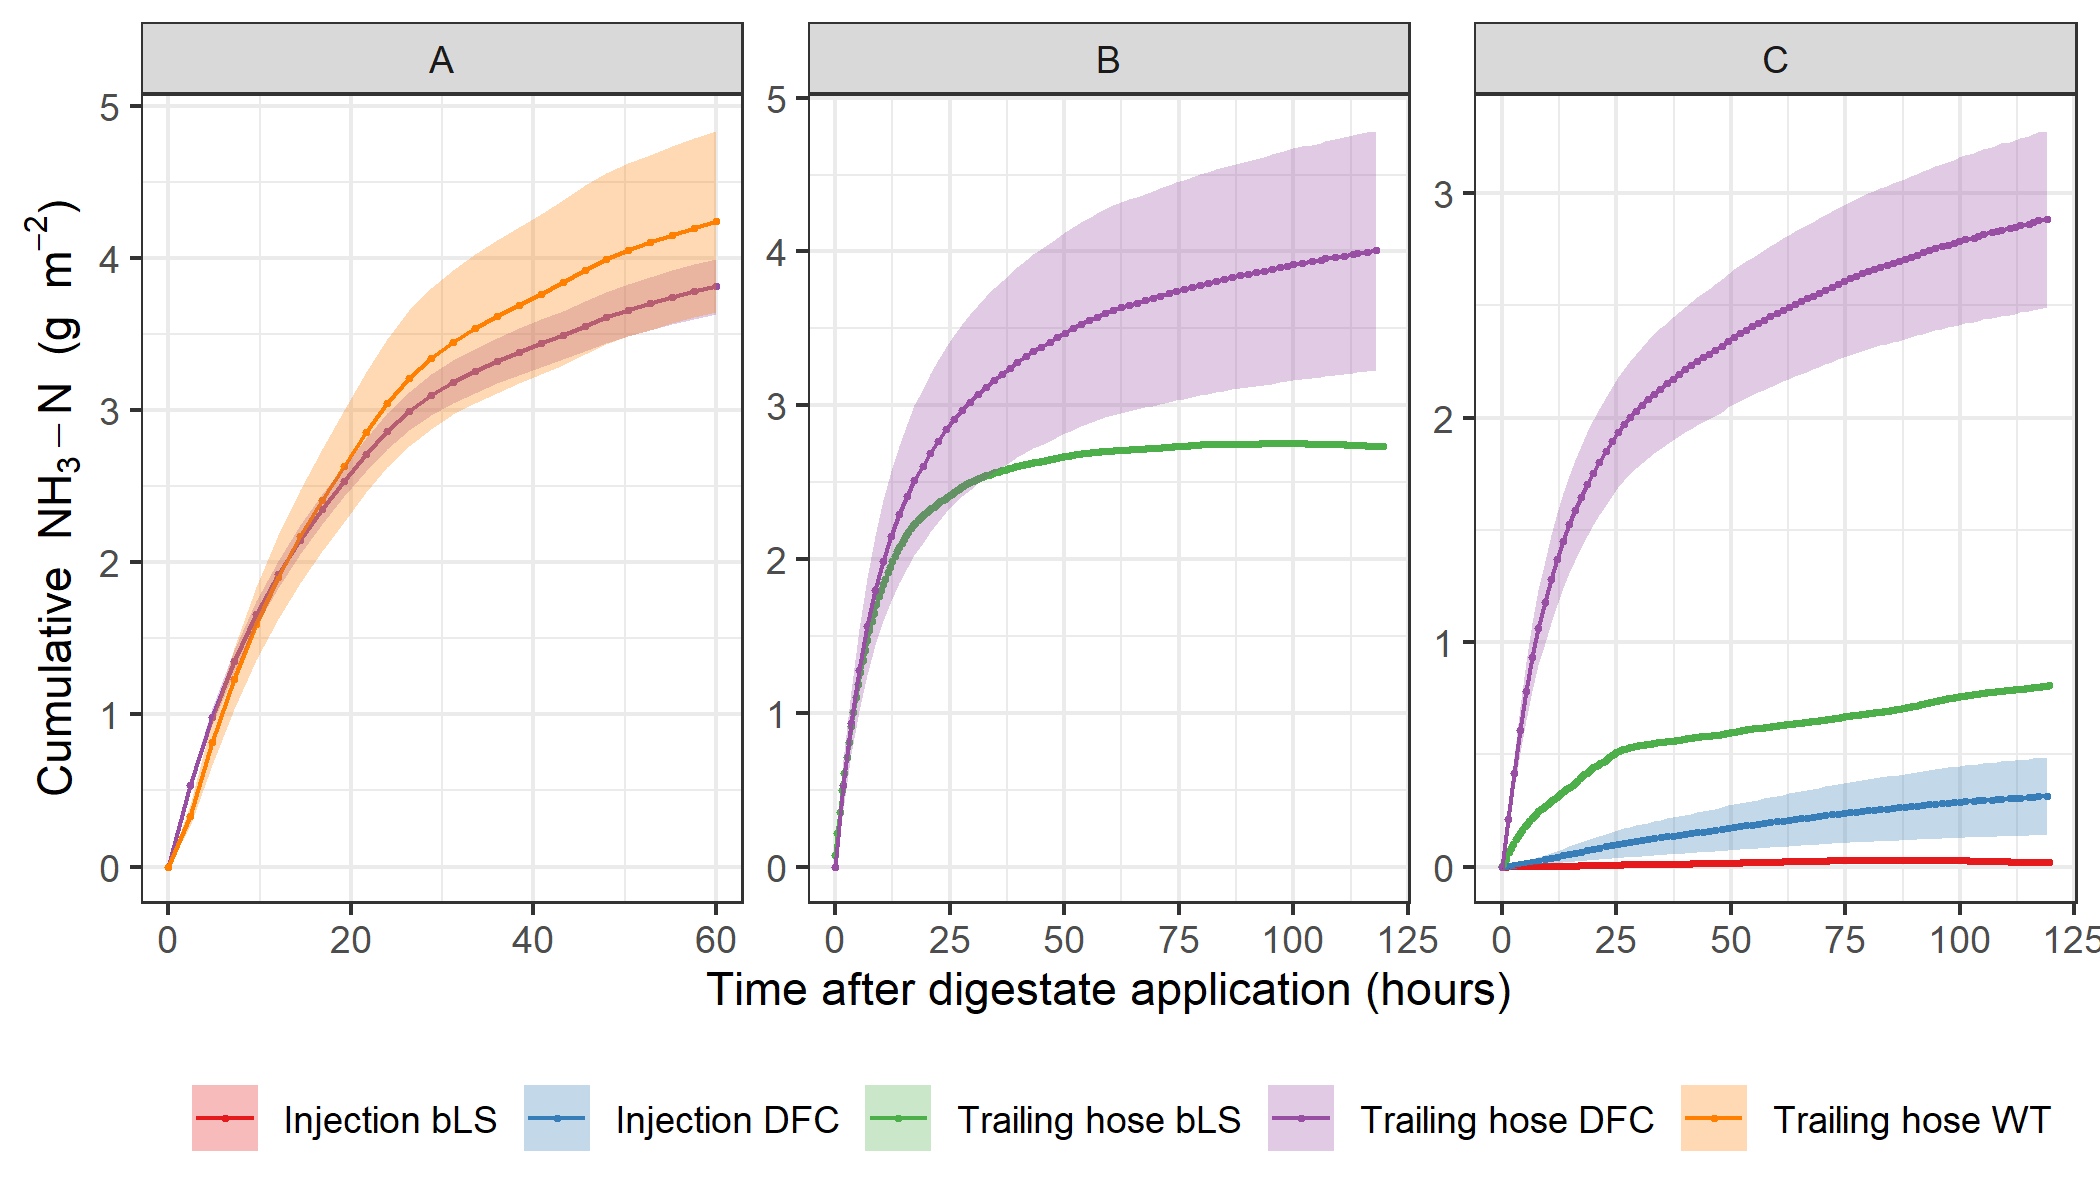 A B C
5 5
4 4
3 3 3
2 2 2
1 1 1
0 0 0
Cumulative NH₃−N (g m⁻²)
0 20 40 60 0 25 50 75 100 125 0 25 50 75 100 125
Time after digestate application (hours)
Injection bLS Injection DFC Trailing hose bLS Trailing hose DFC Trailing hose WT